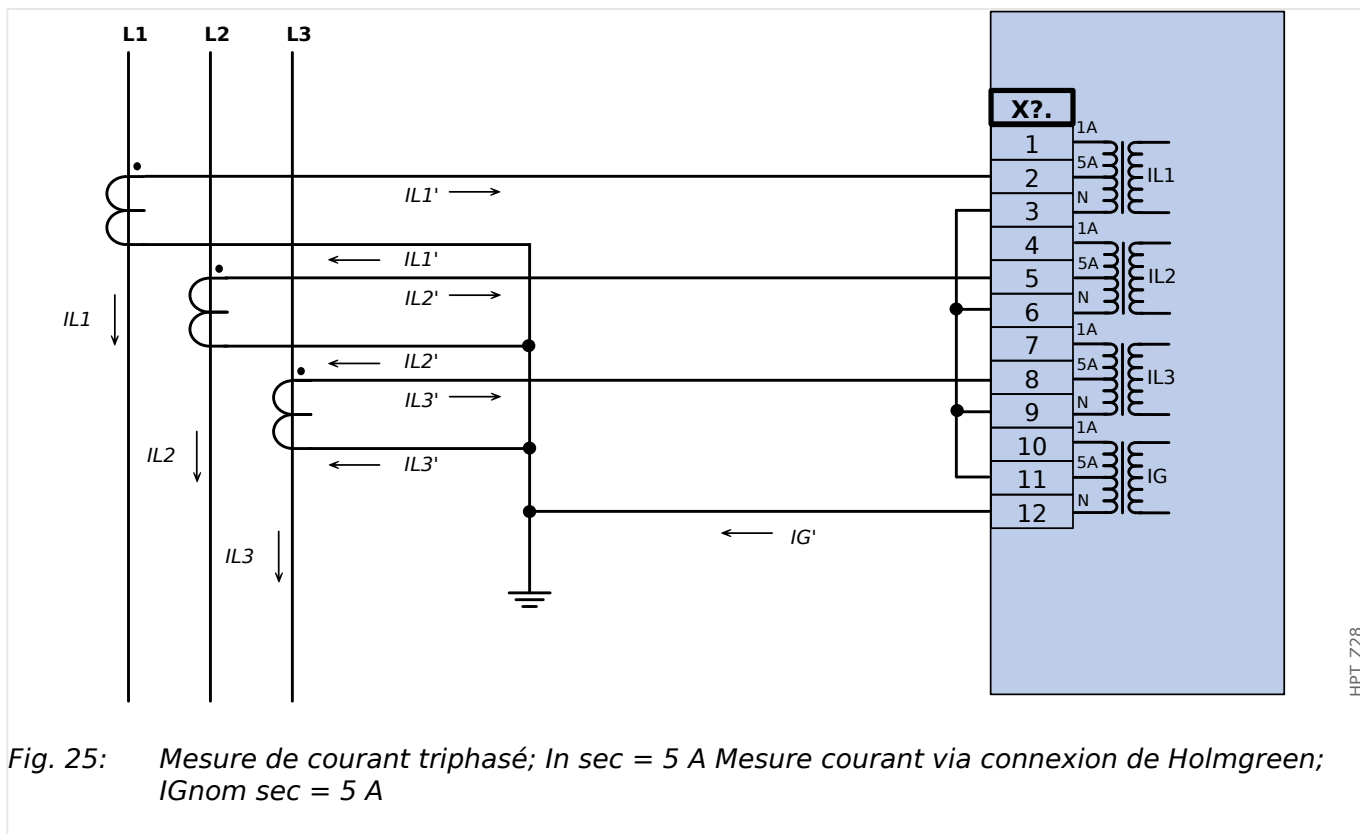 L1 L2 L3
X?.
1 1A
2 5A IL1
3 N
4 1A
5 5A IL2
6 N
7 1A
8 5A IL3
9 N
10 1A
11 5A IG
12 N
IL1'
IL1'
IL2'
IL1
IL2'
IL3'
IL2
IL3'
IG'
IL3
HPT_Z28
Fig. 25: Mesure de courant triphasé; In sec = 5 A Mesure courant via connexion de Holmgreen;
IGnom sec = 5 A